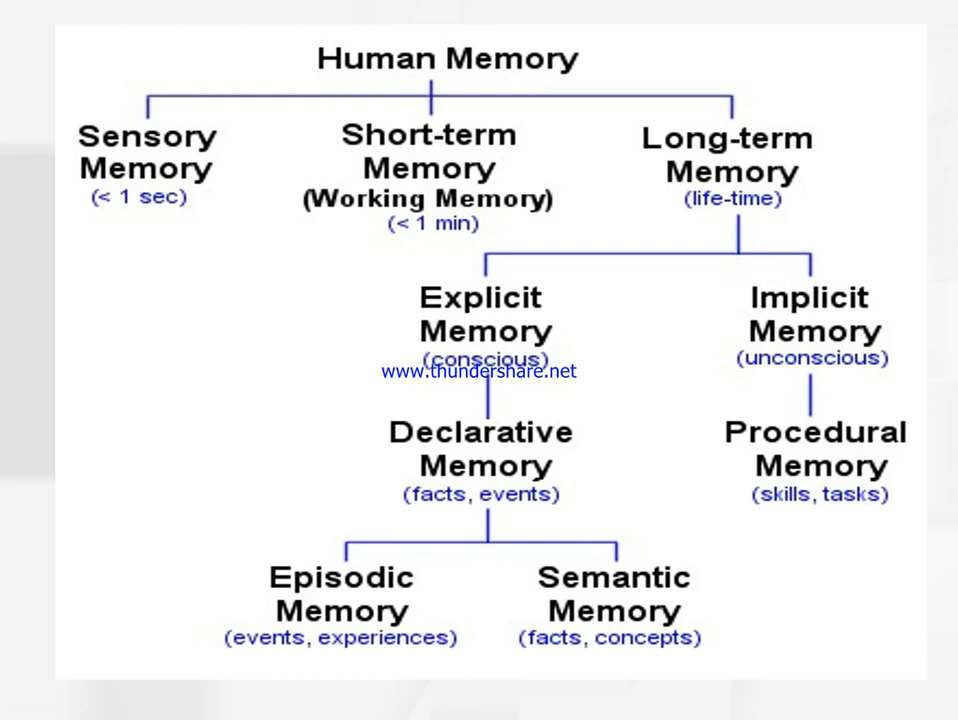 Human Memory
Sensory
Memory
(< 1 sec)
Short-term
Memory
(Working Memory)
(< 1 min)
Long-term
Memory
(life-time)
Explicit
Memory
(conscious)
www.thundershare.net
Implicit
Memory
(unconscious)
Declarative
Memory
(facts, events)
Procedural
Memory
(skills, tasks)
Episodic
Memory
(events, experiences)
Semantic
Memory
(facts, concepts)